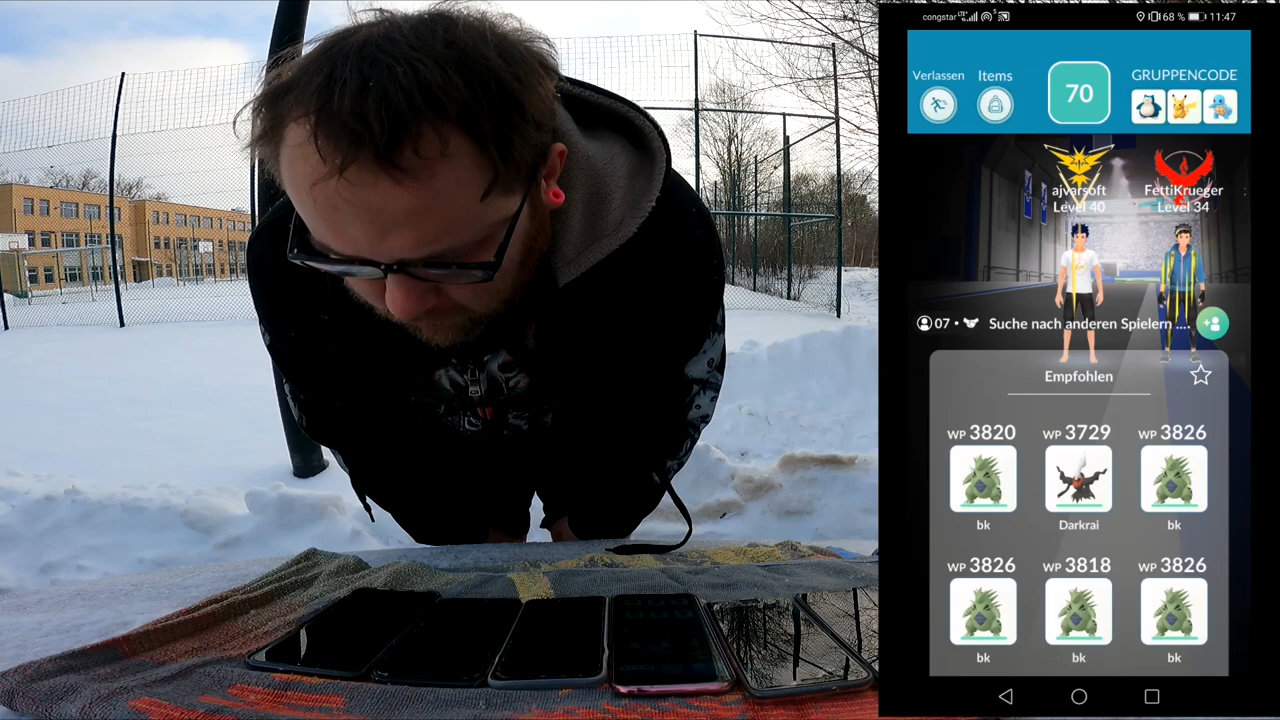 congstar 68 % 11:47
Verlassen Items 70 GRUPPENCODE
ajvarsoft FettiKrueger
Level 40 Level 34
07 • Suche nach anderen Spielern ....
Empfohlen
WP 3820 WP 3729 WP 3826
bk Darkrai bk
WP 3826 WP 3818 WP 3826
bk bk bk